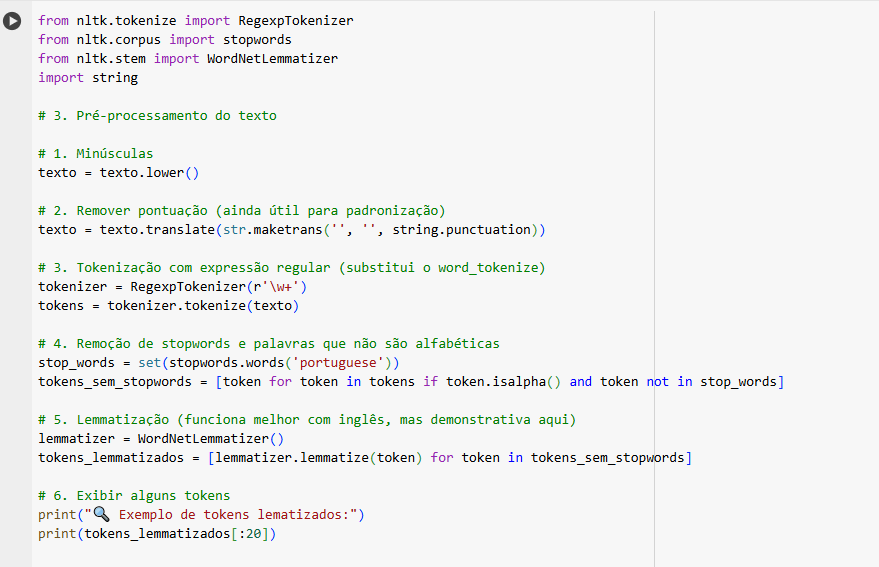 from nltk.tokenize import RegexpTokenizer
from nltk.corpus import stopwords
from nltk.stem import WordNetLemmatizer
import string

# 3. Pré-processamento do texto

# 1. Minúsculas
texto = texto.lower()

# 2. Remover pontuação (ainda útil para padronização)
texto = texto.translate(str.maketrans('', '', string.punctuation))

# 3. Tokenização com expressão regular (substitui o word_tokenize)
tokenizer = RegexpTokenizer(r'\w+')
tokens = tokenizer.tokenize(texto)

# 4. Remoção de stopwords e palavras que não são alfabéticas
stop_words = set(stopwords.words('portuguese'))
tokens_sem_stopwords = [token for token in tokens if token.isalpha() and token not in stop_words]

# 5. Lemmatização (funciona melhor com inglês, mas demonstrativa aqui)
lemmatizer = WordNetLemmatizer()
tokens_lemmatizados = [lemmatizer.lemmatize(token) for token in tokens_sem_stopwords]

# 6. Exibir alguns tokens
print("🔍 Exemplo de tokens lematizados:")
print(tokens_lemmatizados[:20])